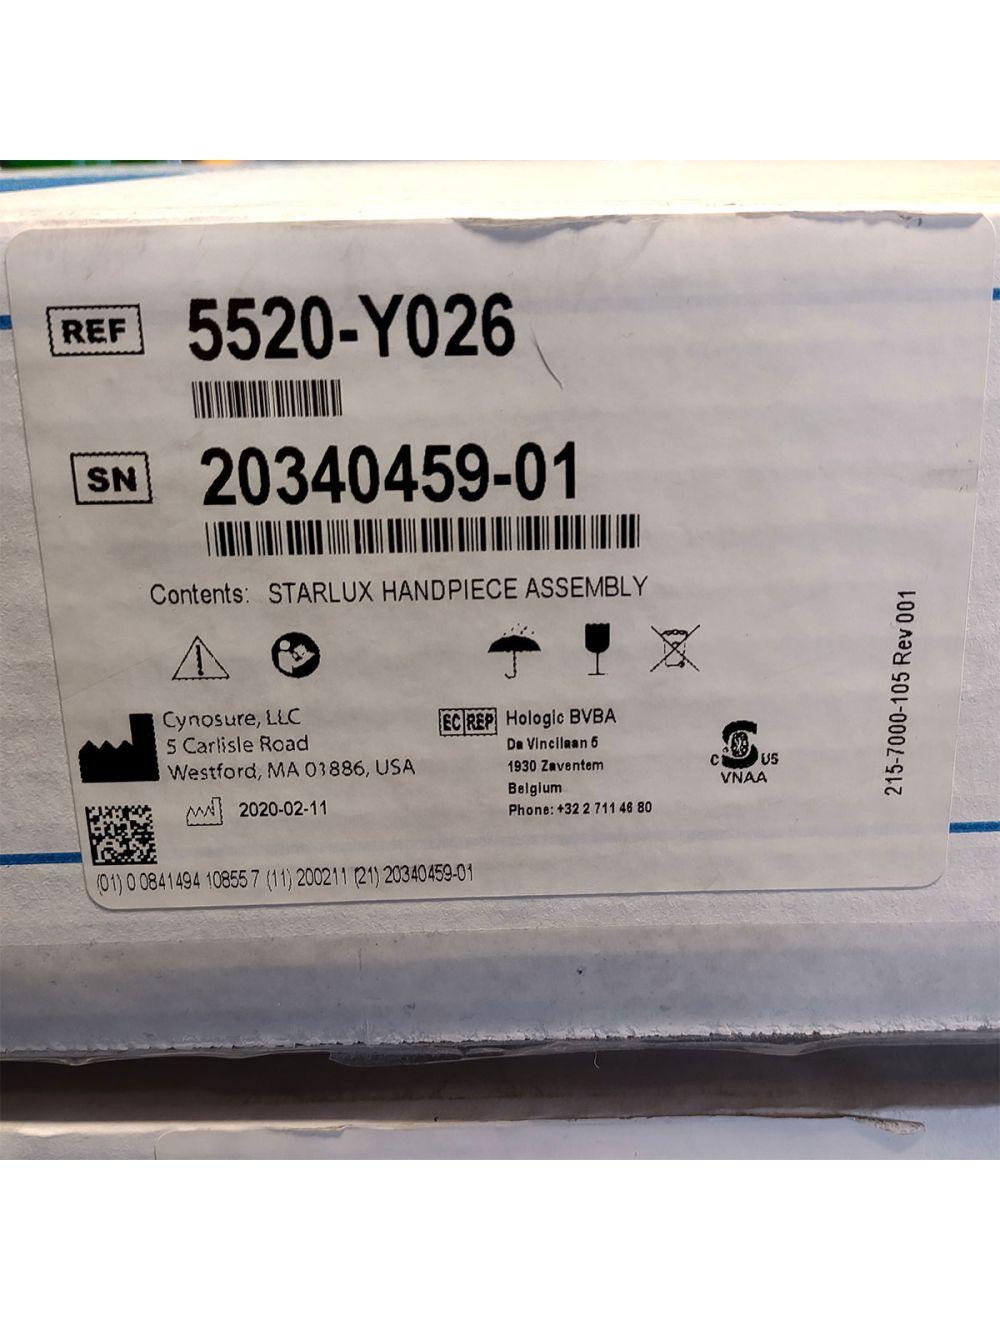 REF 5520-Y026
SN 20340459-01
Contents: STARLUX HANDPIECE ASSEMBLY
Cynosure, LLC
5 Carlisle Road
Westford, MA 01886, USA
2020-02-11
EC REP Hologic BVBA
Da Vincilaan 5
1930 Zaventem
Belgium
Phone: +32 2 711 46 80
C US
VNAA
(01) 0 0841494 10855 7 (11) 200211 (21) 20340459-01
215-7000-105 Rev 001